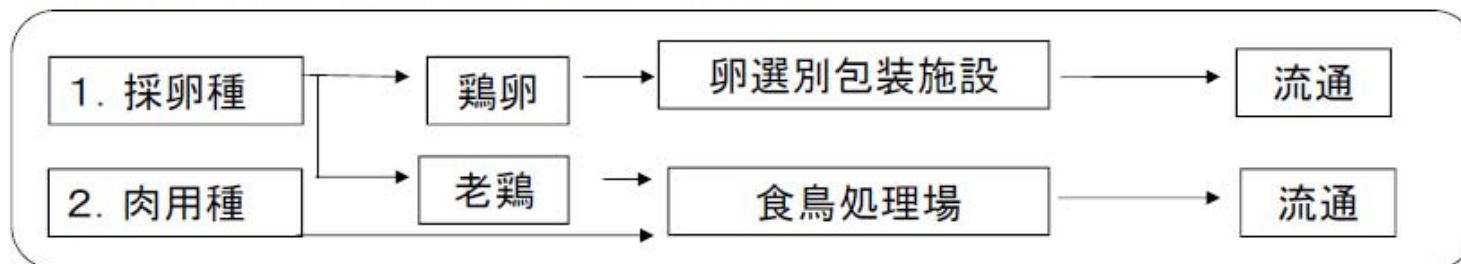 1. 採卵種
鶏卵
卵選別包装施設
流通
老鶏
2. 肉用種
食鳥処理場
流通